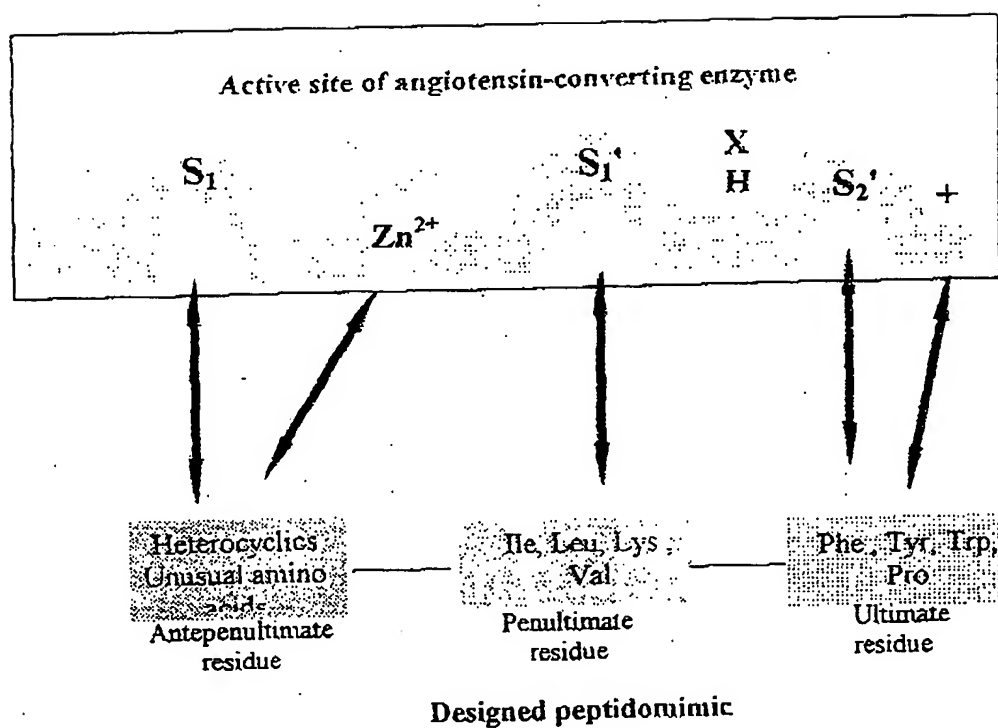 Active site of angiotensin-converting enzyme
X
S₁ S₁' H S₂' +
Zn²⁺
Heterocyclics
Unusual amino
acids
Antepenultimate
residue
Ile, Leu, Lys,
Val
Penultimate
residue
Phe, Tyr, Trp,
Pro
Ultimate
residue
Designed peptidomimic